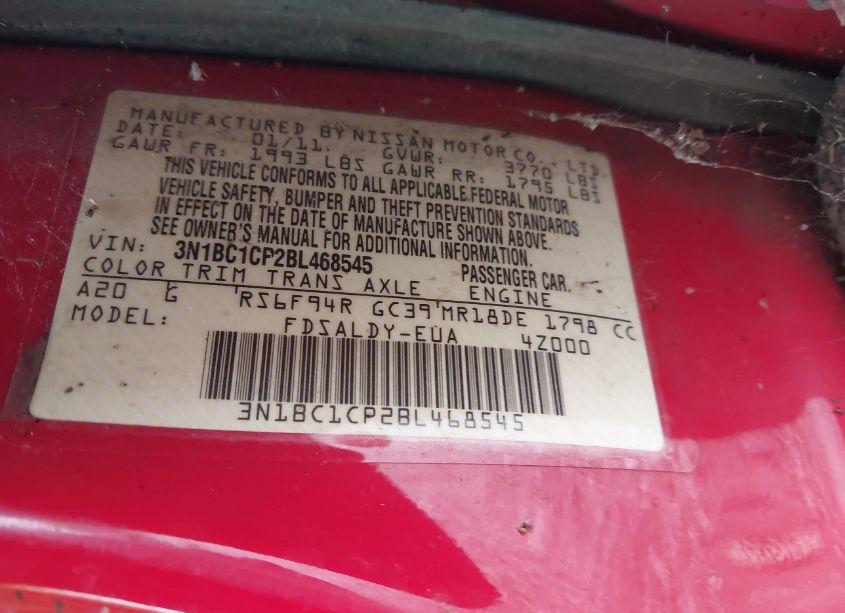 MANUFACTURED BY NISSAN MOTOR CO., LTD.
DATE: 01/11. GVWR: 3770 LBS
GAWR FR: 1993 LBS GAWR RR: 1795 LBS
THIS VEHICLE CONFORMS TO ALL APPLICABLE FEDERAL MOTOR
VEHICLE SAFETY, BUMPER AND THEFT PREVENTION STANDARDS
IN EFFECT ON THE DATE OF MANUFACTURE SHOWN ABOVE.
SEE OWNER'S MANUAL FOR ADDITIONAL INFORMATION.
VIN: 3N1BC1CP2BL468545 PASSENGER CAR.
COLOR TRIM TRANS AXLE ENGINE
A20 G 'RS6F94R GC39'MR18DE 1798 CC
MODEL: FDSALDY-EUA 4Z000
3N1BC1CP2BL468545